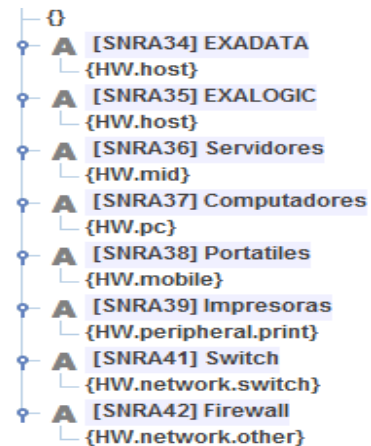 {}
A [SNRA34] EXADATA
{HW.host}
A [SNRA35] EXALOGIC
{HW.host}
A [SNRA36] Servidores
{HW.mid}
A [SNRA37] Computadores
{HW.pc}
A [SNRA38] Portatiles
{HW.mobile}
A [SNRA39] Impresoras
{HW.peripheral.print}
A [SNRA41] Switch
{HW.network.switch}
A [SNRA42] Firewall
{HW.network.other}